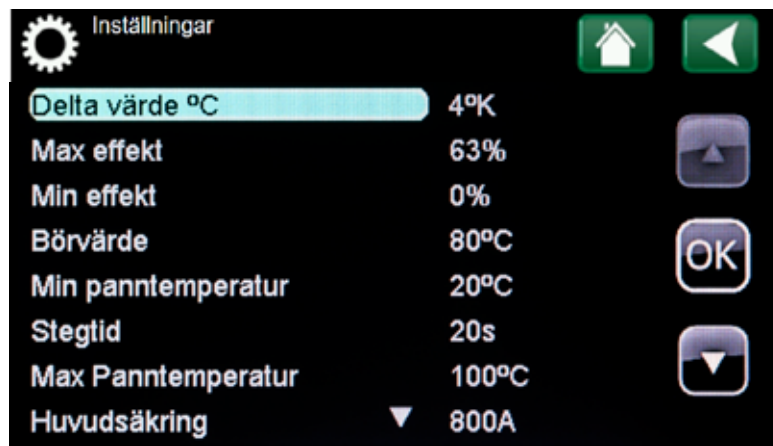 Inställningar
Delta värde ºC 4ºK
Max effekt 63%
Min effekt 0%
Börvärde 80ºC
Min panntemperatur 20ºC
Stegtid 20s
Max Panntemperatur 100ºC
Huvudsäkring 800A
OK